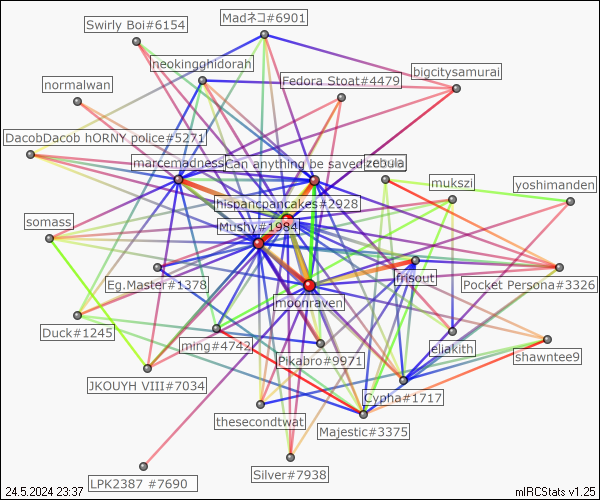 Swirly Boi#6154
Madネコ#6901
neokingghidorah
bigcitysamurai
normalwan
Fedora Stoat#4479
DacobDacob hORNY police#5271
marcemadness
Can anything be saved?
zebula
mukszi
yoshimanden
hispancpancakes#2928
somass
Mushy#1984
Eg.Master#1378
frisout
Pocket Persona#3326
moonraven
Duck#1245
ming#4742
Pikabro#9971
eliakith
shawntee9
JKOUYH VIII#7034
Cypha#1717
thesecondtwat
Majestic#3375
LPK2387 #7690
Silver#7938
24.5.2024 23:37
mIRCStats v1.25